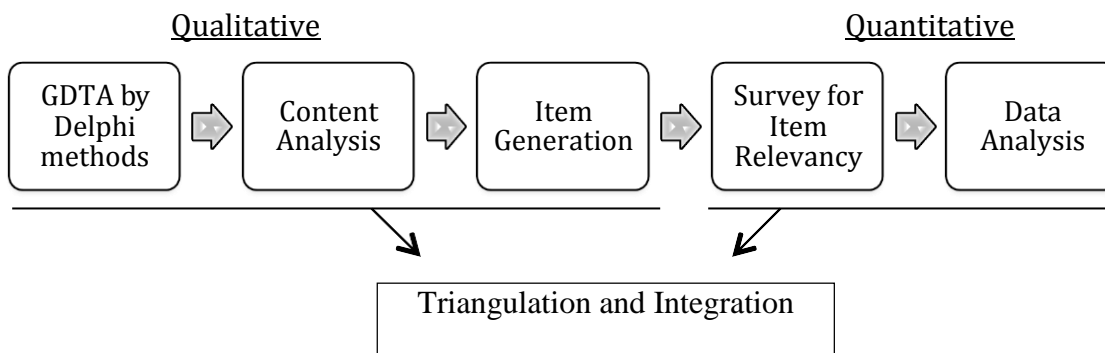 Qualitative
Quantitative
GDTA by
Delphi
methods
Content
Analysis
Item
Generation
Survey for
Item
Relevancy
Data
Analysis
Triangulation and Integration